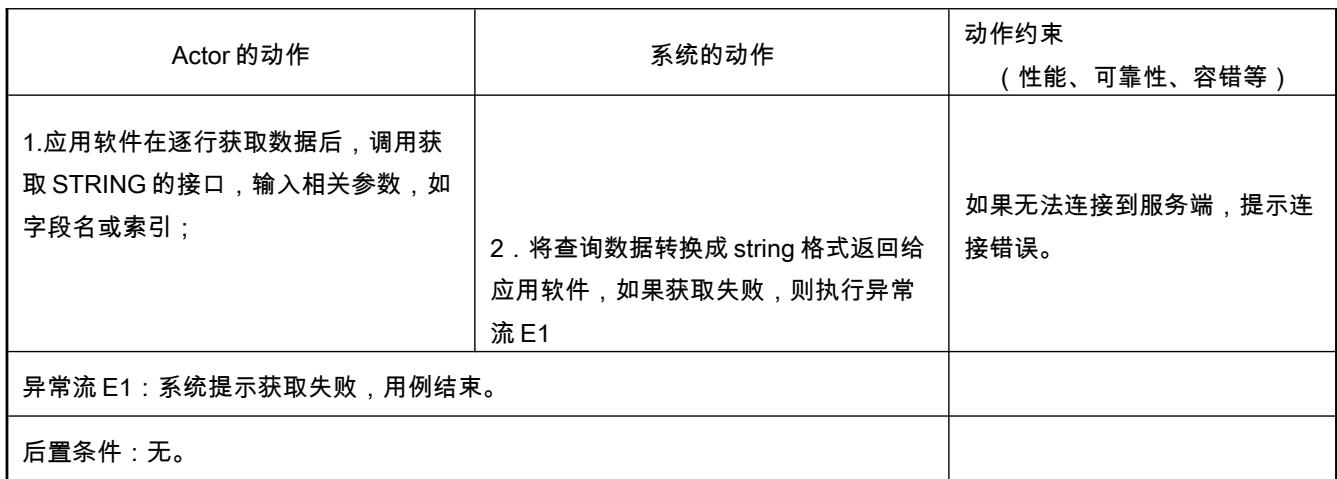 Actor 的动作
系统的动作
动作约束
（性能、可靠性、容错等）
1.应用软件在逐行获取数据后，调用获
取 STRING 的接口，输入相关参数，如
字段名或索引；
2．将查询数据转换成 string 格式返回给
应用软件，如果获取失败，则执行异常
流 E1
如果无法连接到服务端，提示连
接错误。
异常流 E1：系统提示获取失败，用例结束。
后置条件：无。